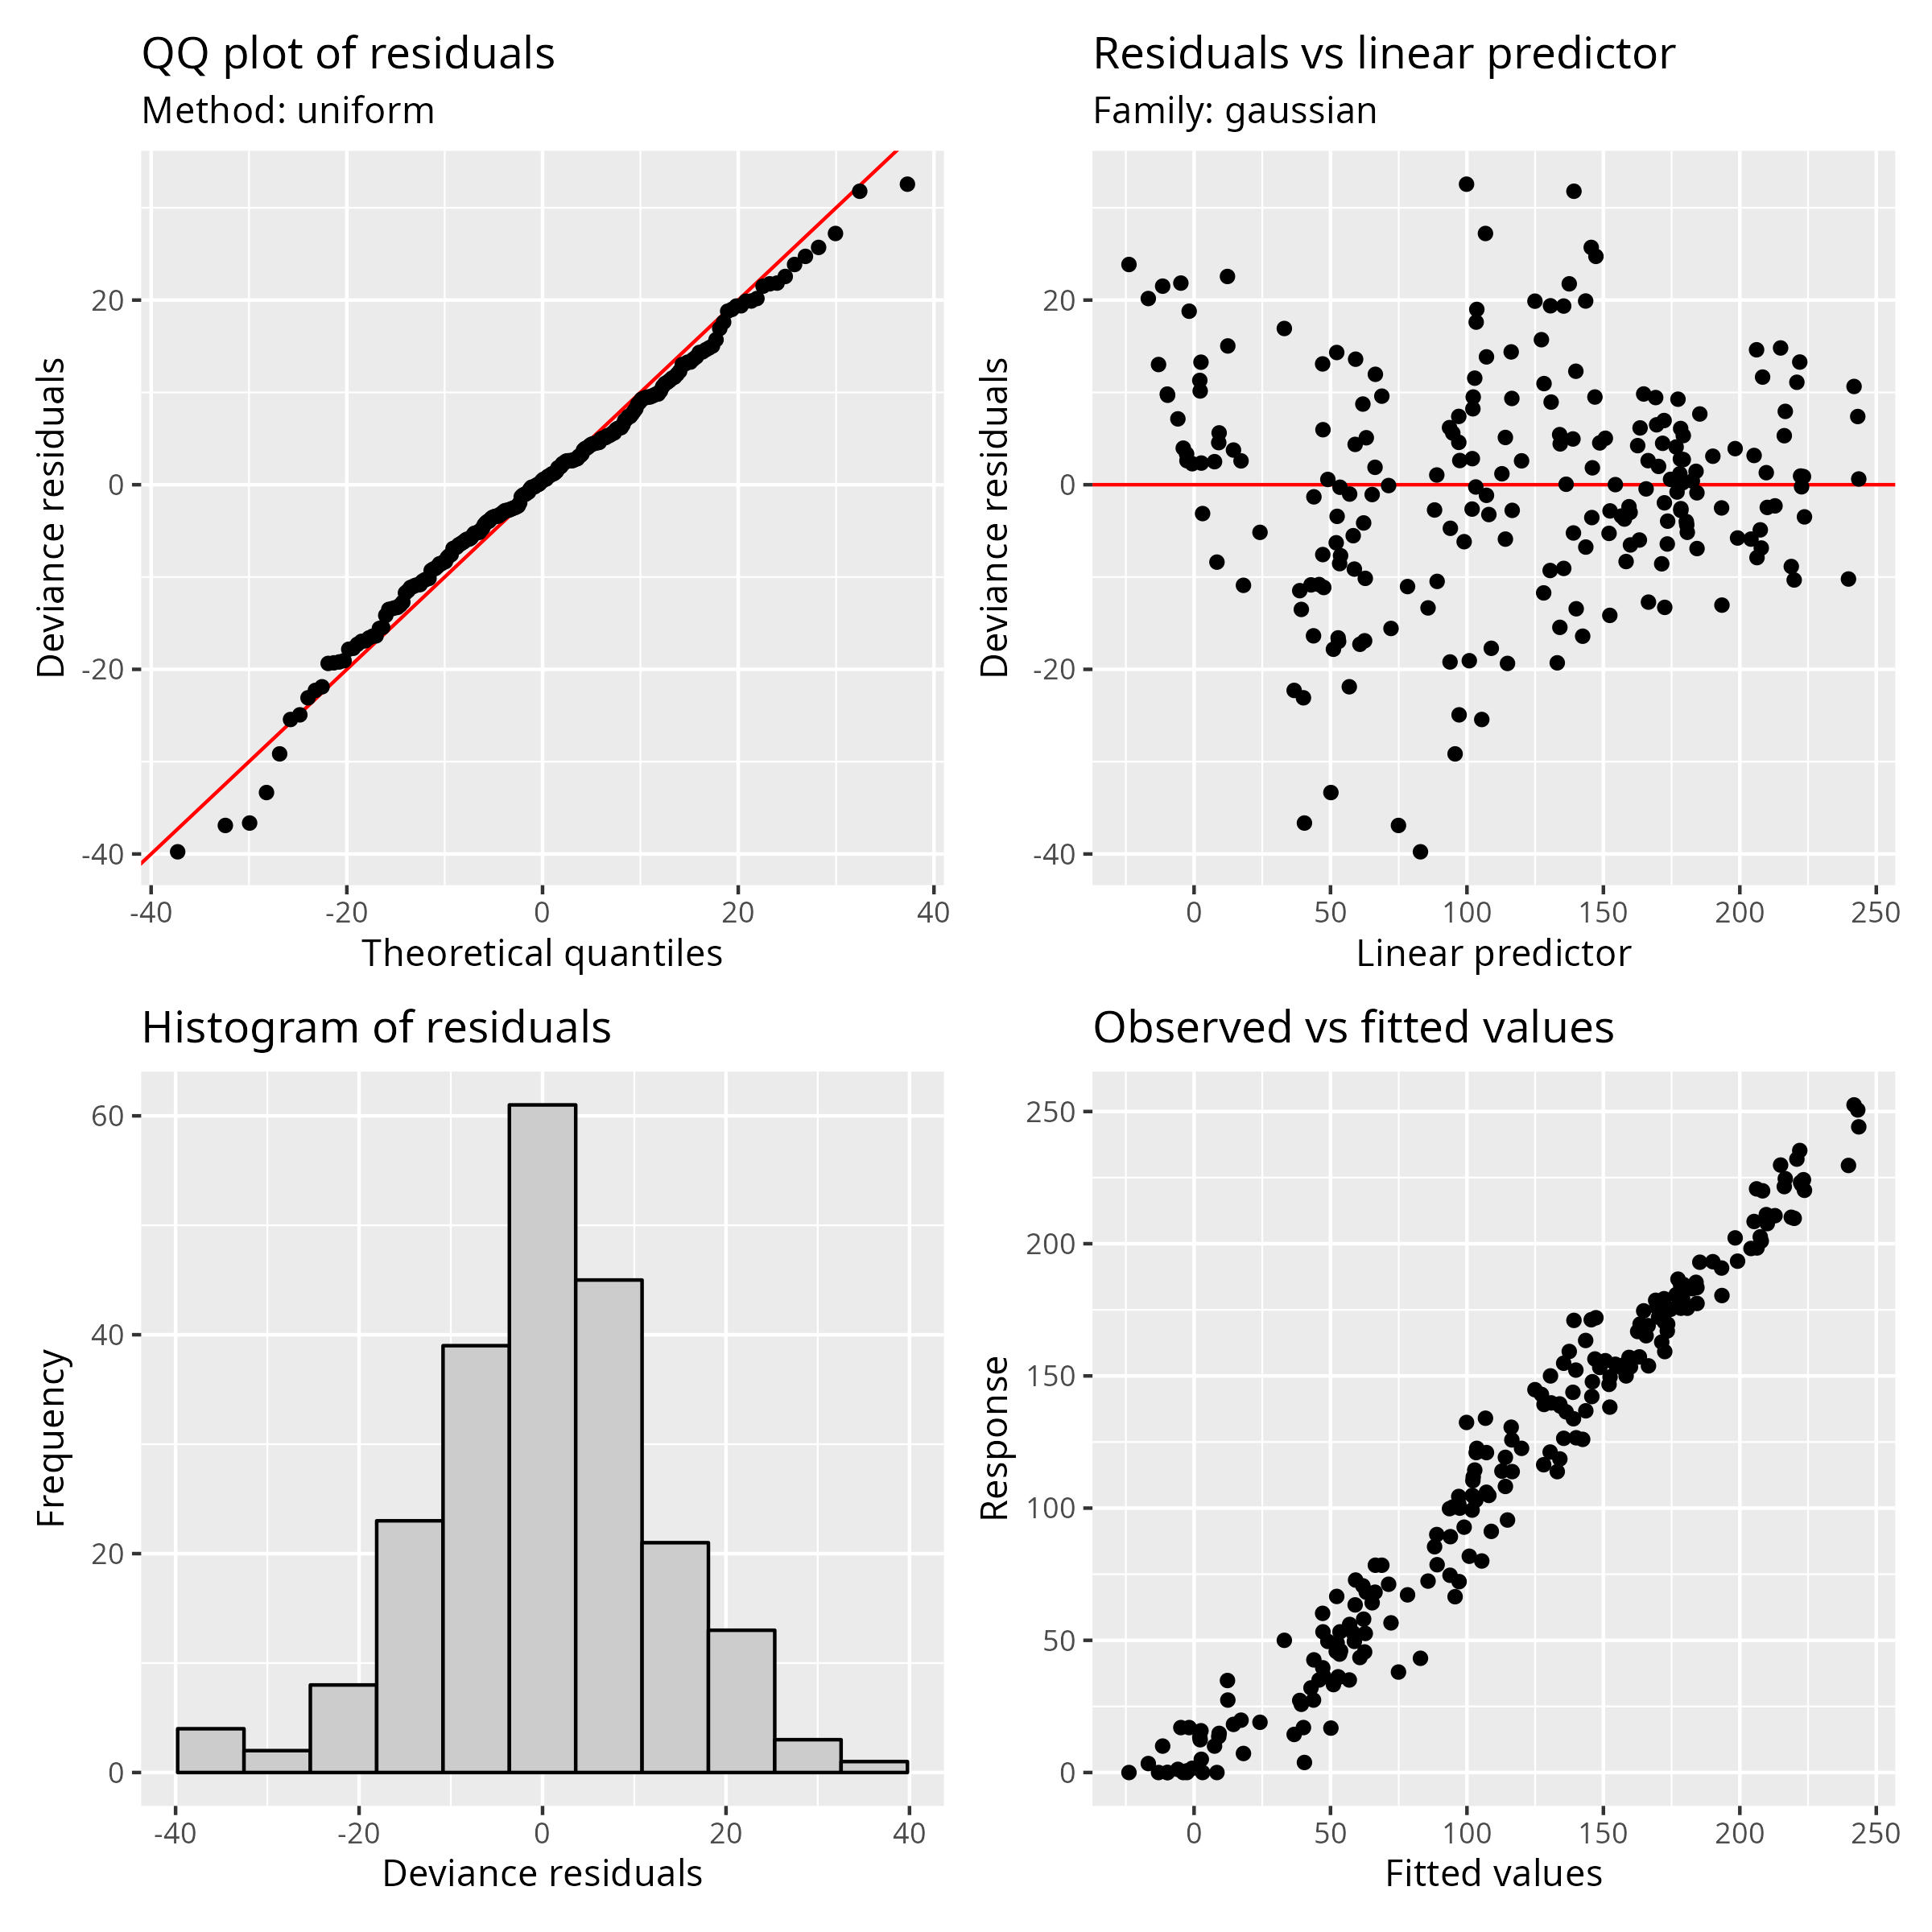 QQ plot of residuals
Method: uniform
Deviance residuals
20
0
-20
-40
-40 -20 0 20 40
Theoretical quantiles
Residuals vs linear predictor
Family: gaussian
Deviance residuals
20
0
-20
-40
0 50 100 150 200 250
Linear predictor
Histogram of residuals
Frequency
60
40
20
0
-40 -20 0 20 40
Deviance residuals
Observed vs fitted values
Response
250
200
150
100
50
0
0 50 100 150 200 250
Fitted values